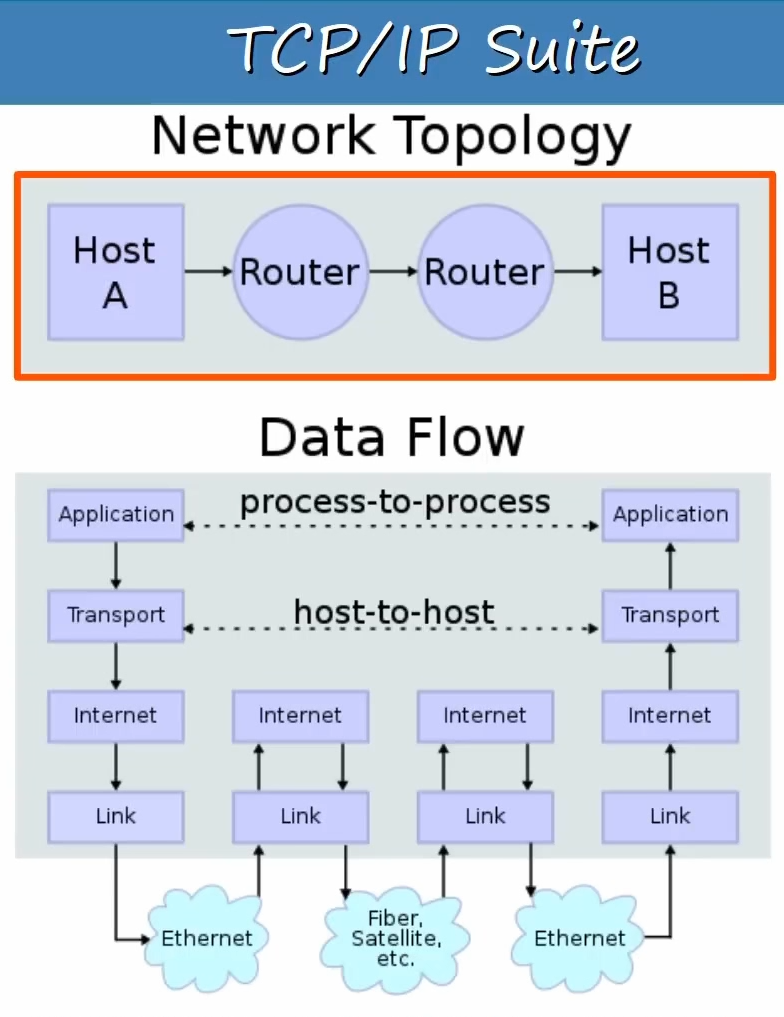 TCP/IP Suite
Network Topology
Host
A
Router
Router
Host
B
Data Flow
Application
process-to-process
Application
Transport
host-to-host
Transport
Internet
Internet
Internet
Internet
Link
Link
Link
Link
Ethernet
Fiber,
Satellite,
etc.
Ethernet